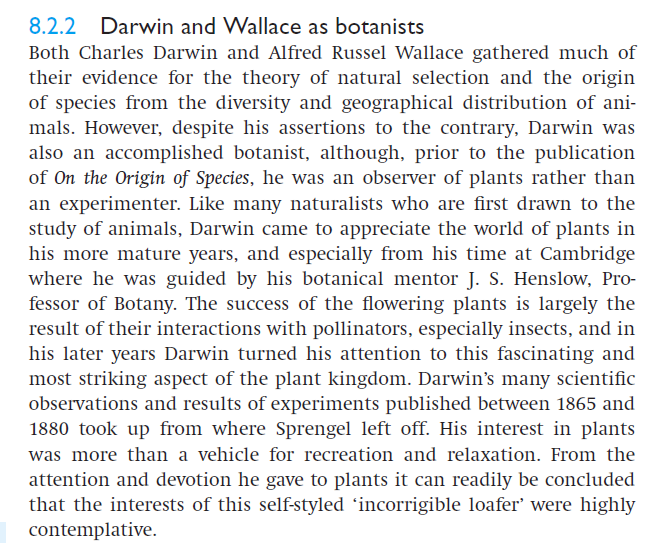 8.2.2 Darwin and Wallace as botanists
Both Charles Darwin and Alfred Russel Wallace gathered much of
their evidence for the theory of natural selection and the origin
of species from the diversity and geographical distribution of ani-
mals. However, despite his assertions to the contrary, Darwin was
also an accomplished botanist, although, prior to the publication
of On the Origin of Species, he was an observer of plants rather than
an experimenter. Like many naturalists who are first drawn to the
study of animals, Darwin came to appreciate the world of plants in
his more mature years, and especially from his time at Cambridge
where he was guided by his botanical mentor J. S. Henslow, Pro-
fessor of Botany. The success of the flowering plants is largely the
result of their interactions with pollinators, especially insects, and in
his later years Darwin turned his attention to this fascinating and
most striking aspect of the plant kingdom. Darwin’s many scientific
observations and results of experiments published between 1865 and
1880 took up from where Sprengel left off. His interest in plants
was more than a vehicle for recreation and relaxation. From the
attention and devotion he gave to plants it can readily be concluded
that the interests of this self-styled ‘incorrigible loafer’ were highly
contemplative.